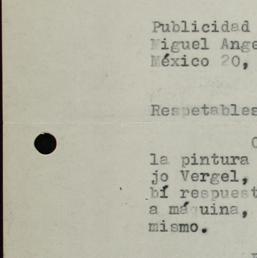 Publicidad
Miguel Ange
México 20,
Respetables
la pintura
jo Vergel,
bí respuest
a máquina,
mismo.